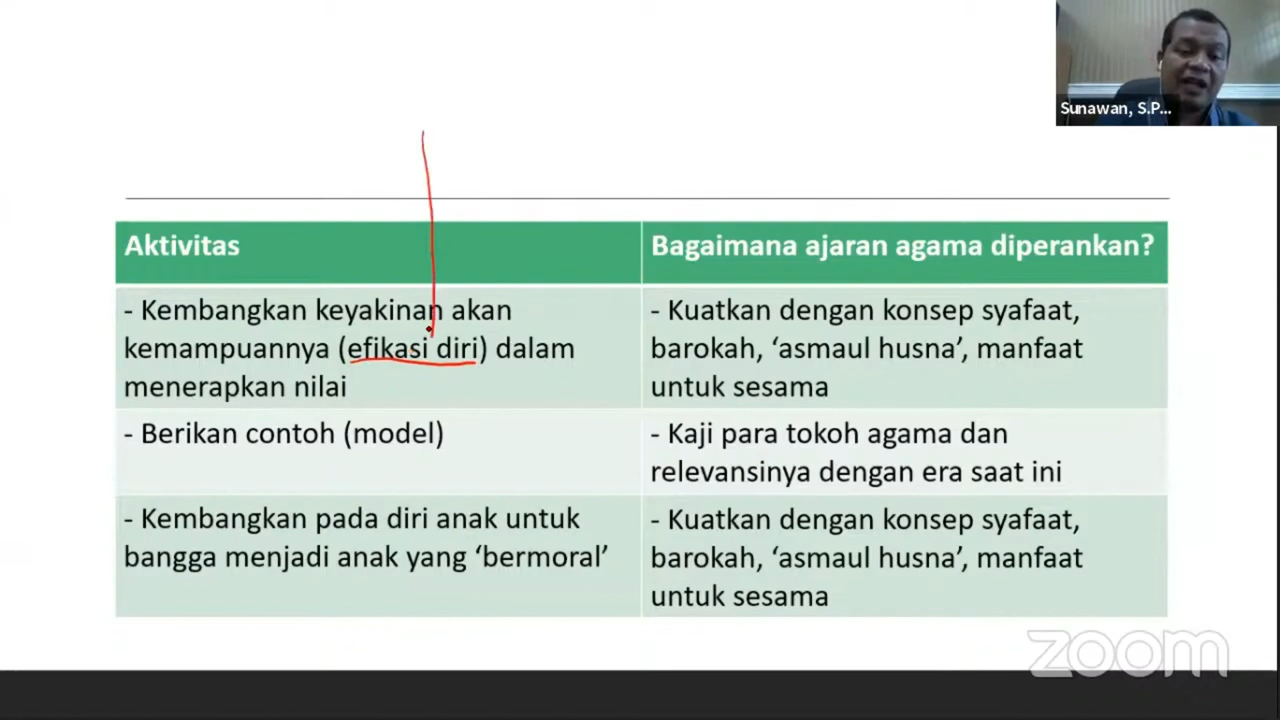 Sunawan, S.P...
Aktivitas
Bagaimana ajaran agama diperankan?
- Kembangkan keyakinan akan
kemampuannya (efikasi diri) dalam
menerapkan nilai
- Kuatkan dengan konsep syafaat,
barokah, ‘asmaul husna’, manfaat
untuk sesama
- Berikan contoh (model)
- Kaji para tokoh agama dan
relevansinya dengan era saat ini
- Kembangkan pada diri anak untuk
bangga menjadi anak yang ‘bermoral’
- Kuatkan dengan konsep syafaat,
barokah, ‘asmaul husna’, manfaat
untuk sesama
zoom